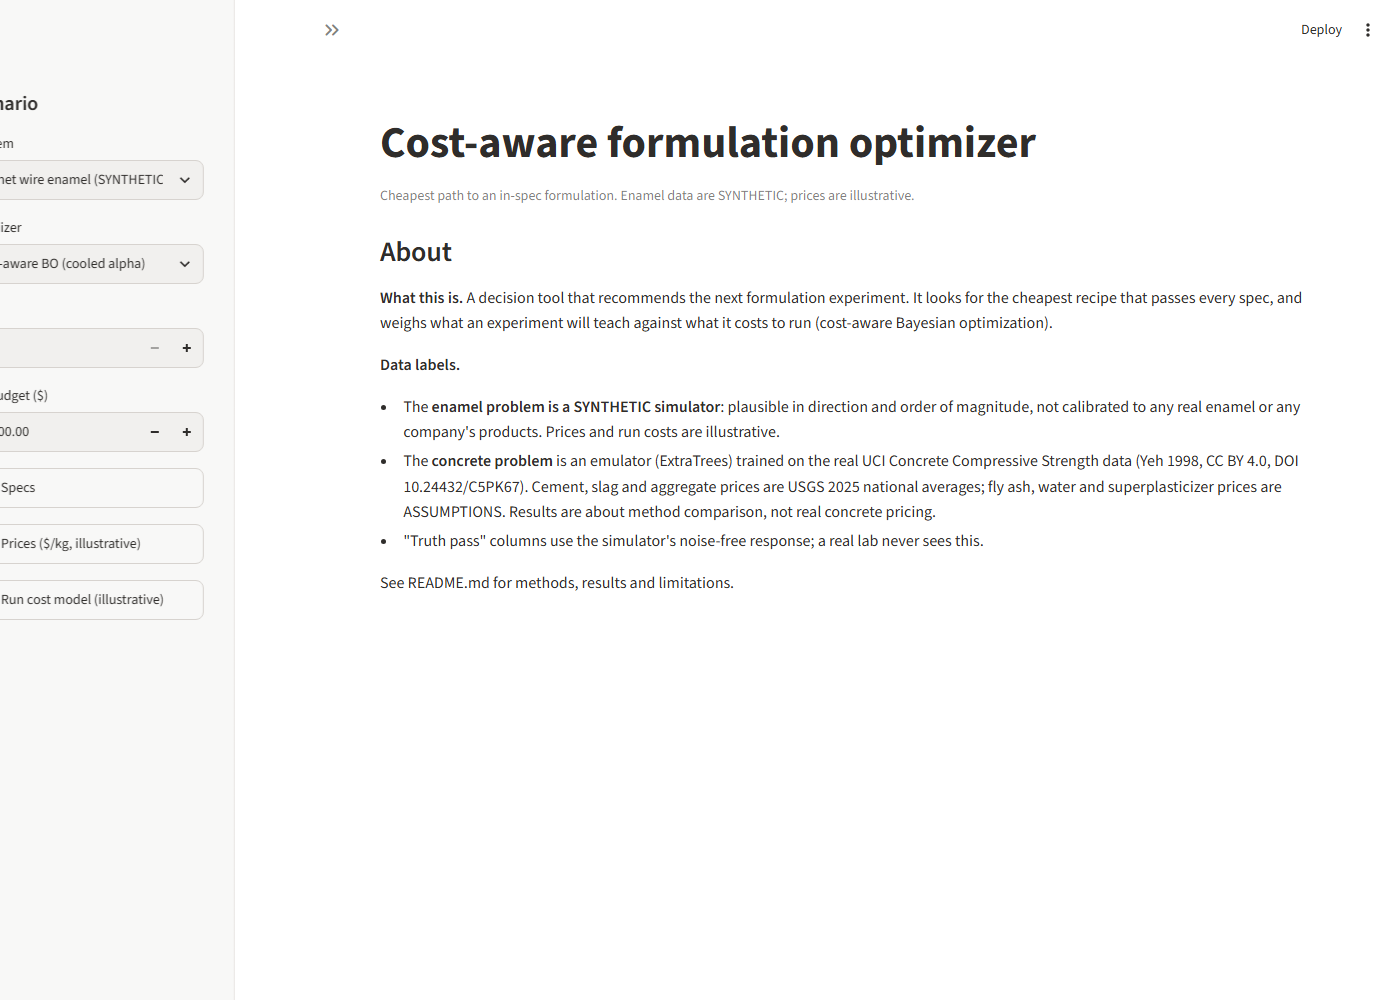 Deploy
nario
em
net wire enamel (SYNTHETIC
izer
-aware BO (cooled alpha)
udget ($)
00.00
Specs
Prices ($/kg, illustrative)
Run cost model (illustrative)
Cost-aware formulation optimizer
Cheapest path to an in-spec formulation. Enamel data are SYNTHETIC; prices are illustrative.
About
What this is. A decision tool that recommends the next formulation experiment. It looks for the cheapest recipe that passes every spec, and
weighs what an experiment will teach against what it costs to run (cost-aware Bayesian optimization).
Data labels.
• The enamel problem is a SYNTHETIC simulator: plausible in direction and order of magnitude, not calibrated to any real enamel or any
company's products. Prices and run costs are illustrative.
• The concrete problem is an emulator (ExtraTrees) trained on the real UCI Concrete Compressive Strength data (Yeh 1998, CC BY 4.0, DOI
10.24432/C5PK67). Cement, slag and aggregate prices are USGS 2025 national averages; fly ash, water and superplasticizer prices are
ASSUMPTIONS. Results are about method comparison, not real concrete pricing.
• "Truth pass" columns use the simulator's noise-free response; a real lab never sees this.
See README.md for methods, results and limitations.